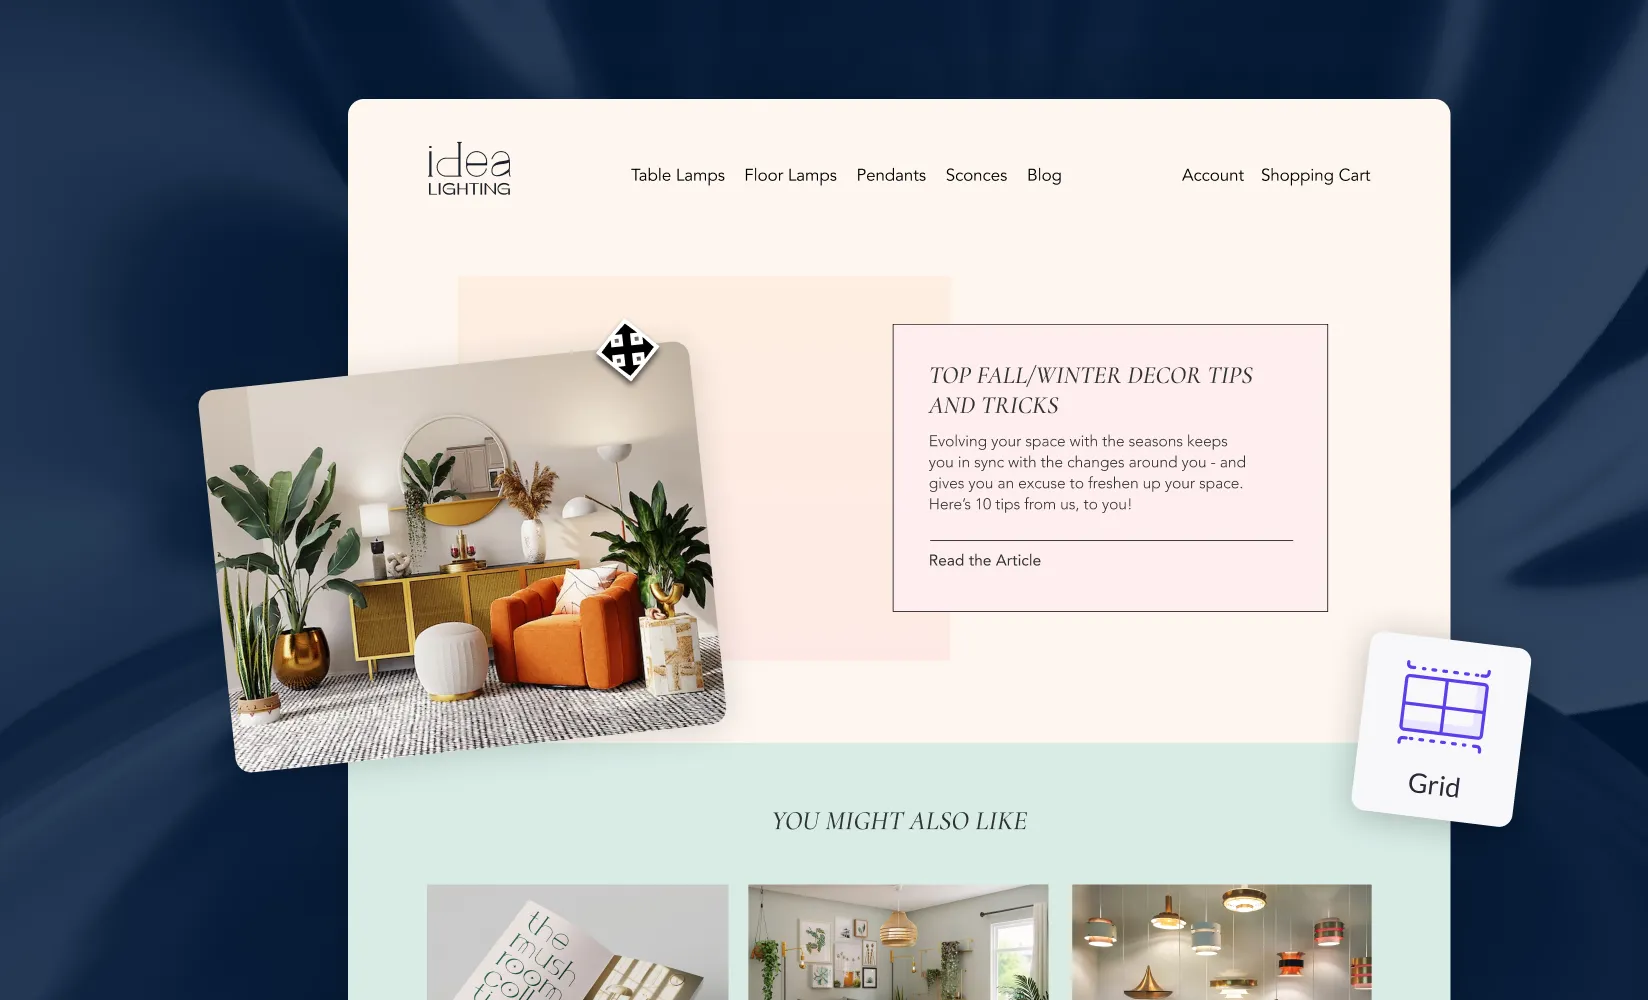 idea
LIGHTING
Table Lamps Floor Lamps Pendants Sconces Blog
Account Shopping Cart
TOP FALL/WINTER DECOR TIPS
AND TRICKS
Evolving your space with the seasons keeps
you in sync with the changes around you - and
gives you an excuse to freshen up your space.
Here's 10 tips from us, to you!
Read the Article
Grid
YOU MIGHT ALSO LIKE
the
mush
room